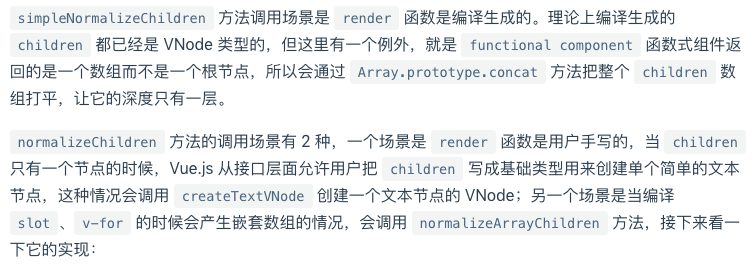 simpleNormalizeChildren 方法调用场景是 render 函数是编译生成的。理论上编译生成的
children 都已经是 VNode 类型的，但这里有一个例外，就是 functional component 函数式组件返
回的是一个数组而不是一个根节点，所以会通过 Array.prototype.concat 方法把整个 children 数
组打平，让它的深度只有一层。
normalizeChildren 方法的调用场景有 2 种，一个场景是 render 函数是用户手写的，当 children
只有一个节点的时候，Vue.js 从接口层面允许用户把 children 写成基础类型用来创建单个简单的文本
节点，这种情况会调用 createTextVNode 创建一个文本节点的 VNode；另一个场景是当编译
slot 、 v-for 的时候会产生嵌套数组的情况，会调用 normalizeArrayChildren 方法，接下来看一
下它的实现：